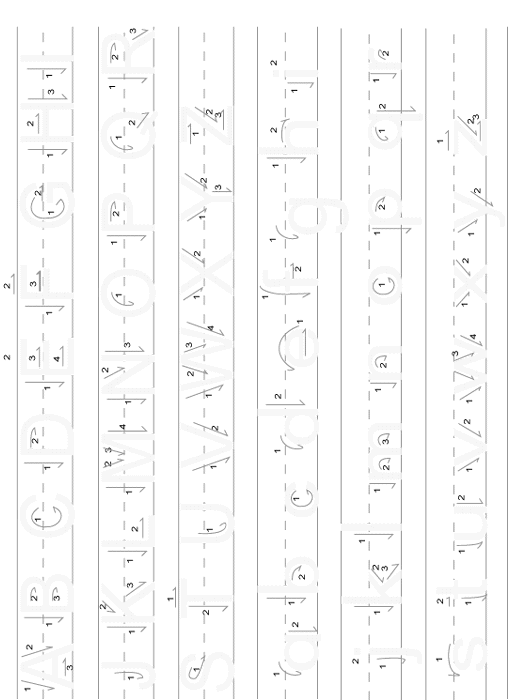 A B C D E F G H I
J K L M N O P Q R
S T U V W X Y Z
a b c d e f g h i
j k l m n o p q r
s t u v w x y z